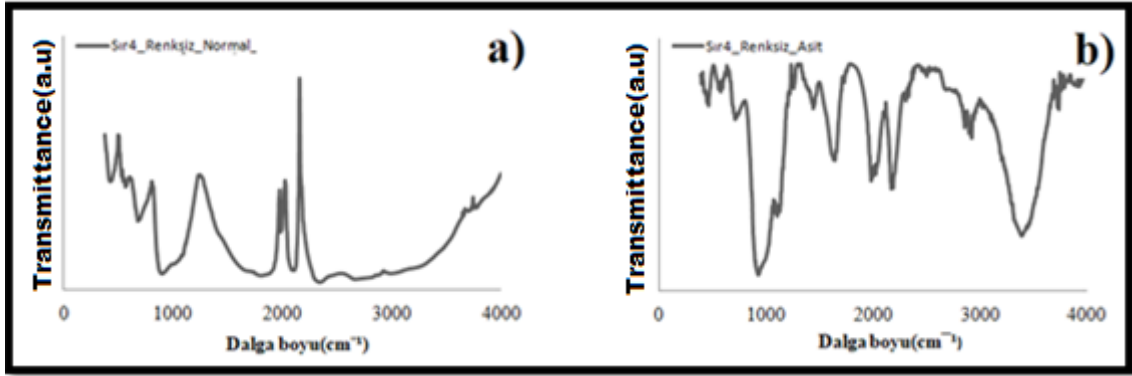 Sır4_Renksiz_Normal_
a)
Transmittance(a.u)
0 1000 2000 3000 4000
Dalga boyu(cm⁻¹)
Sır4_Renksiz_Asit
b)
Transmittance(a.u)
0 1000 2000 3000 4000
Dalga boyu(cm⁻¹)